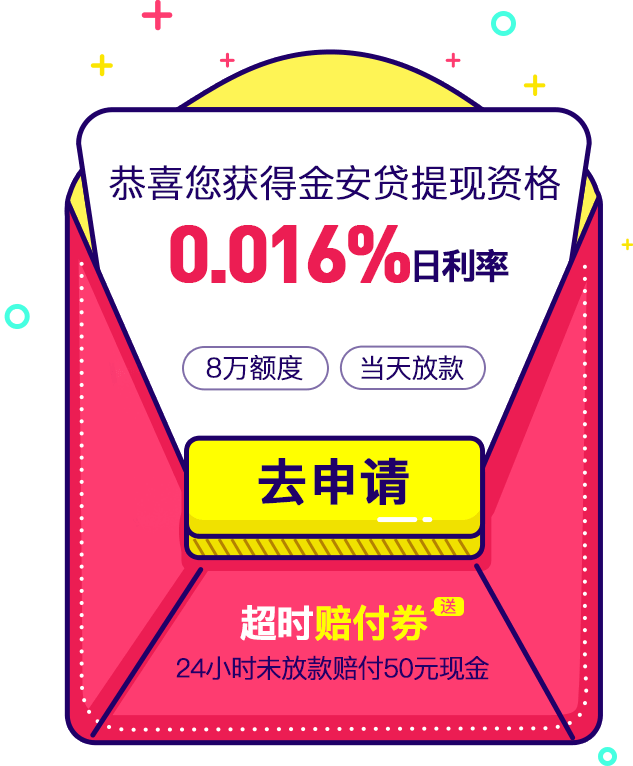 恭喜您获得金安贷提现资格
0.016%日利率
8万额度 当天放款
去申请
超时赔付券 送
24小时未放款赔付50元现金